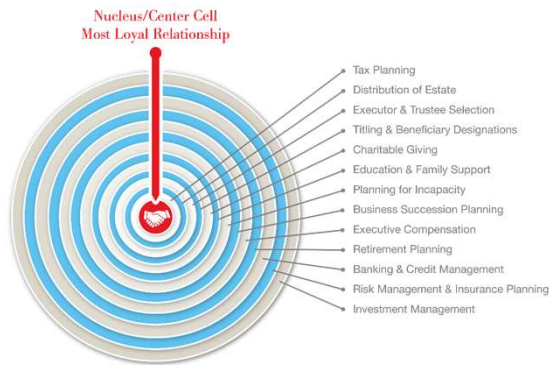 Nucleus/Center Cell
Most Loyal Relationship
Tax Planning
Distribution of Estate
Executor & Trustee Selection
Titling & Beneficiary Designations
Charitable Giving
Education & Family Support
Planning for Incapacity
Business Succession Planning
Executive Compensation
Retirement Planning
Banking & Credit Management
Risk Management & Insurance Planning
Investment Management